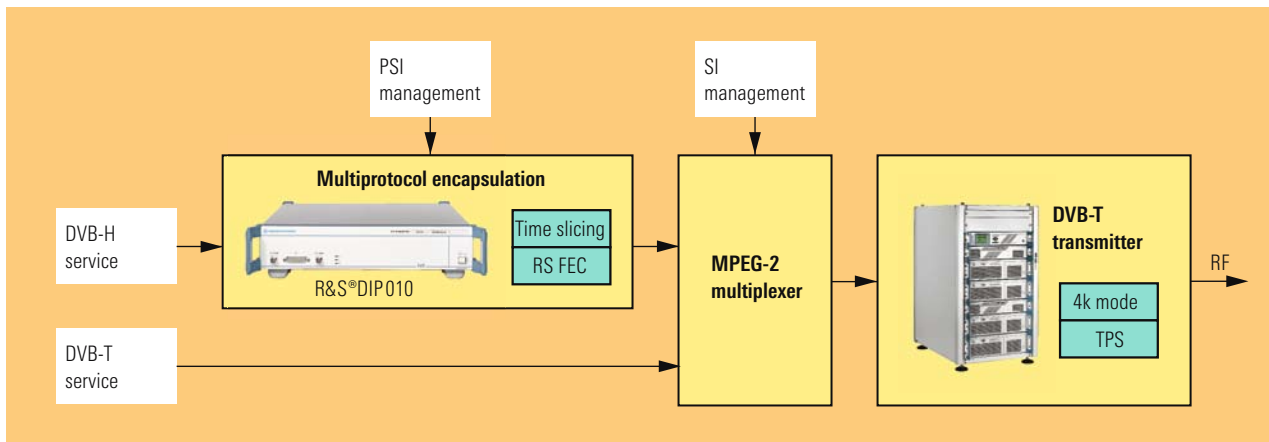 PSI
management
SI
management
Multiprotocol encapsulation
DVB-H
service
Time slicing
RS FEC
R&S®DIP010
MPEG-2
multiplexer
DVB-T
transmitter
4k mode
TPS
RF
DVB-T
service